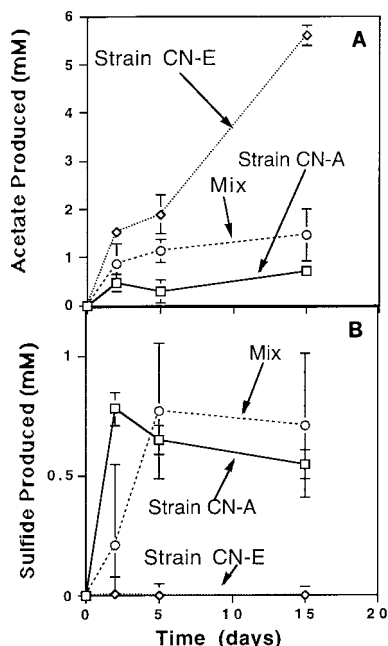 A
Acetate Produced (mM)
6
5
4
3
2
1
0
Strain CN-E
Strain CN-A
Mix
B
Sulfide Produced (mM)
1
0.5
0
Mix
Strain CN-A
Strain CN-E
0
5
10
15
20
Time (days)